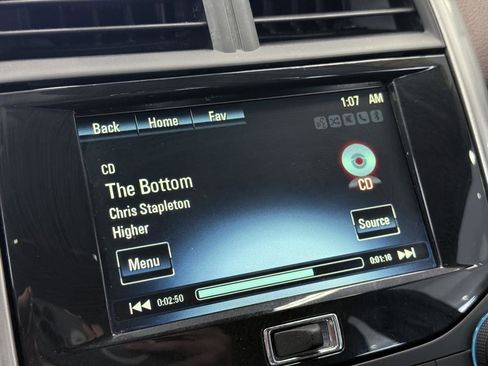 1:07 AM
Back Home Fav
CD
The Bottom
Chris Stapleton
Higher
CD
Menu
Source
0:02:50
0:01:16